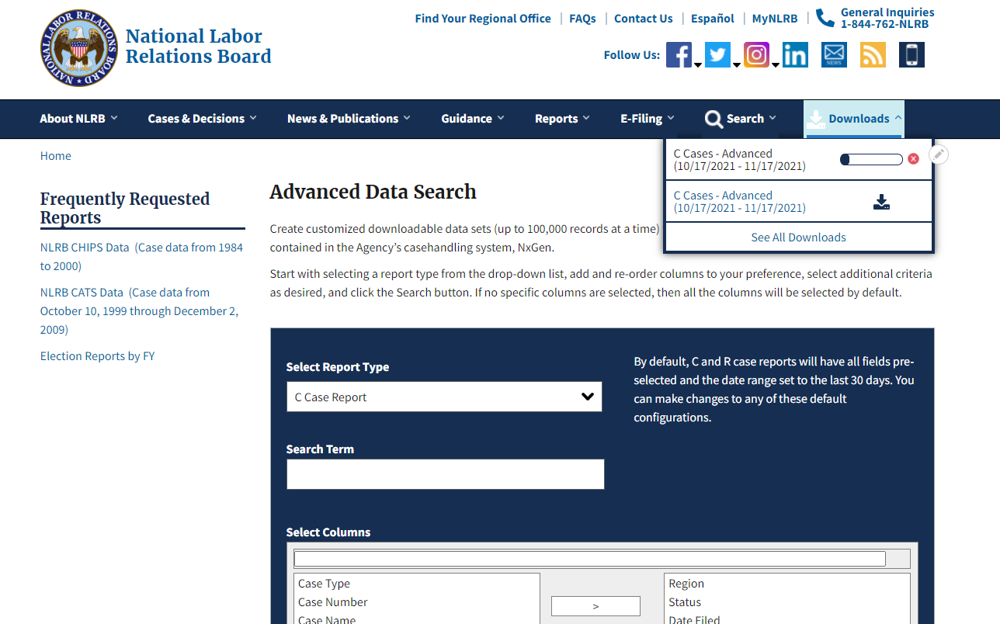 NATIONAL LABOR RELATIONS BOARD
National Labor
Relations Board
Find Your Regional Office
FAQs
Contact Us
Español
MyNLRB
General Inquiries
1-844-762-NLRB
Follow Us:
NEWS
About NLRB
Cases & Decisions
News & Publications
Guidance
Reports
E-Filing
Search
Downloads
C Cases - Advanced
(10/17/2021 - 11/17/2021)
C Cases - Advanced
(10/17/2021 - 11/17/2021)
See All Downloads
Home
Frequently Requested
Reports
NLRB CHIPS Data (Case data from 1984
to 2000)
NLRB CATS Data (Case data from
October 10, 1999 through December 2,
2009)
Election Reports by FY
Advanced Data Search
Create customized downloadable data sets (up to 100,000 records at a time)
contained in the Agency’s casehandling system, NxGen.
Start with selecting a report type from the drop-down list, add and re-order columns to your preference, select additional criteria
as desired, and click the Search button. If no specific columns are selected, then all the columns will be selected by default.
Select Report Type
C Case Report
By default, C and R case reports will have all fields pre-
selected and the date range set to the last 30 days. You
can make changes to any of these default
configurations.
Search Term
Select Columns
Case Type
Case Number
Case Name
>
Region
Status
Date Filed